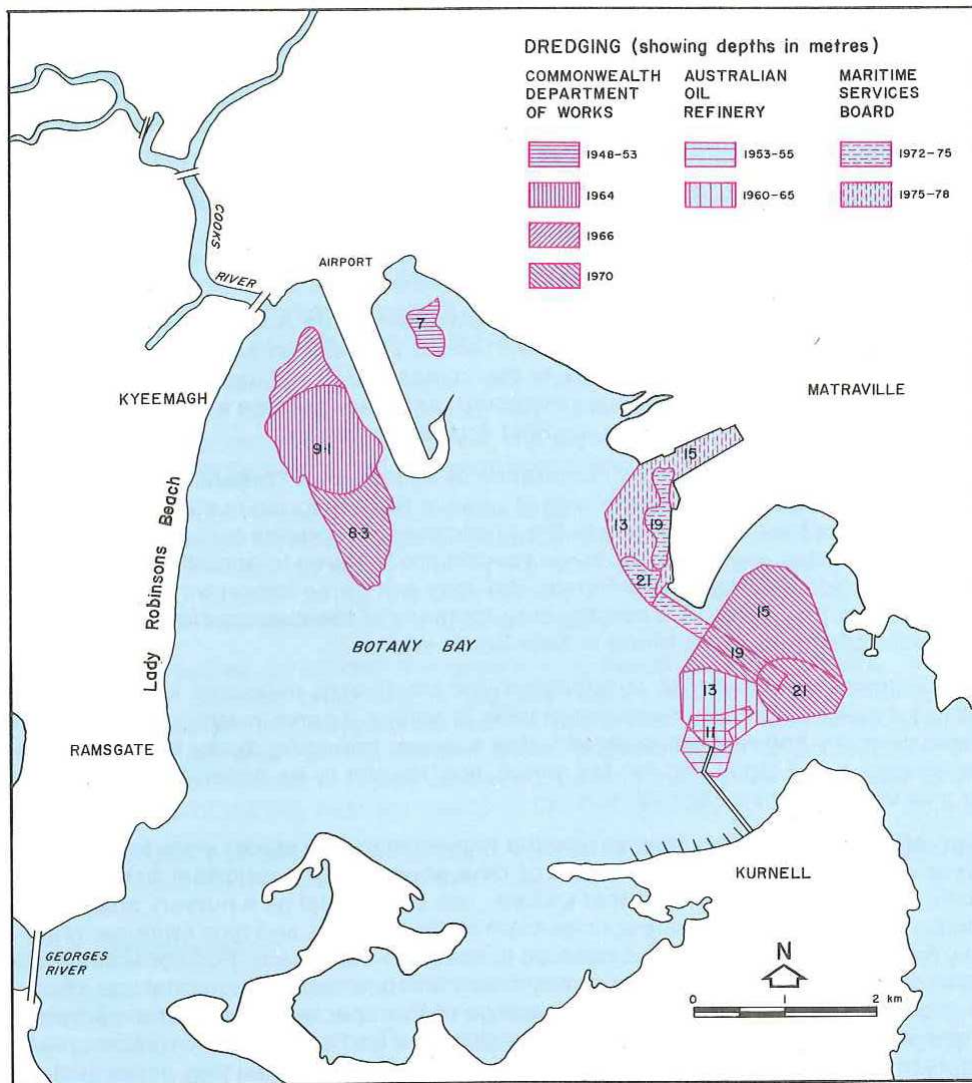 DREDGING (showing depths in metres)
COMMONWEALTH
DEPARTMENT
OF WORKS
1948-53
1964
1966
1970
AUSTRALIAN
OIL
REFINERY
1953-55
1960-65
MARITIME
SERVICES
BOARD
1972-75
1975-78
COOKS
RIVER
AIRPORT
7
KYEEMAGH
MATRAVILLE
9·1
15
Lady Robinsons Beach
8·3
13
19
21
BOTANY BAY
15
19
13
21
11
RAMSGATE
KURNELL
GEORGES
RIVER
N
0 1 2 km